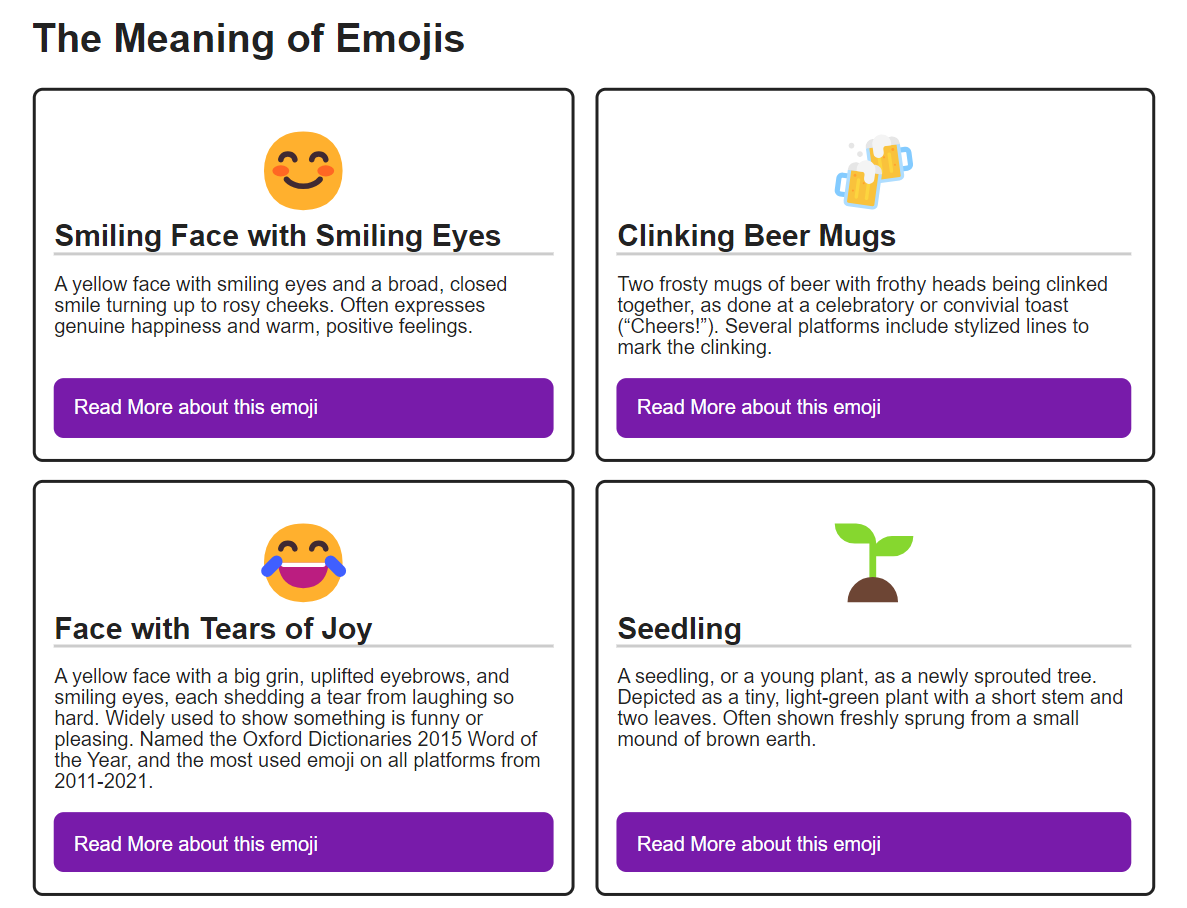 The Meaning of Emojis
Smiling Face with Smiling Eyes
A yellow face with smiling eyes and a broad, closed
smile turning up to rosy cheeks. Often expresses
genuine happiness and warm, positive feelings.
Read More about this emoji
Clinking Beer Mugs
Two frosty mugs of beer with frothy heads being clinked
together, as done at a celebratory or convivial toast
(“Cheers!”). Several platforms include stylized lines to
mark the clinking.
Read More about this emoji
Face with Tears of Joy
A yellow face with a big grin, uplifted eyebrows, and
smiling eyes, each shedding a tear from laughing so
hard. Widely used to show something is funny or
pleasing. Named the Oxford Dictionaries 2015 Word of
the Year, and the most used emoji on all platforms from
2011-2021.
Read More about this emoji
Seedling
A seedling, or a young plant, as a newly sprouted tree.
Depicted as a tiny, light-green plant with a short stem and
two leaves. Often shown freshly sprung from a small
mound of brown earth.
Read More about this emoji